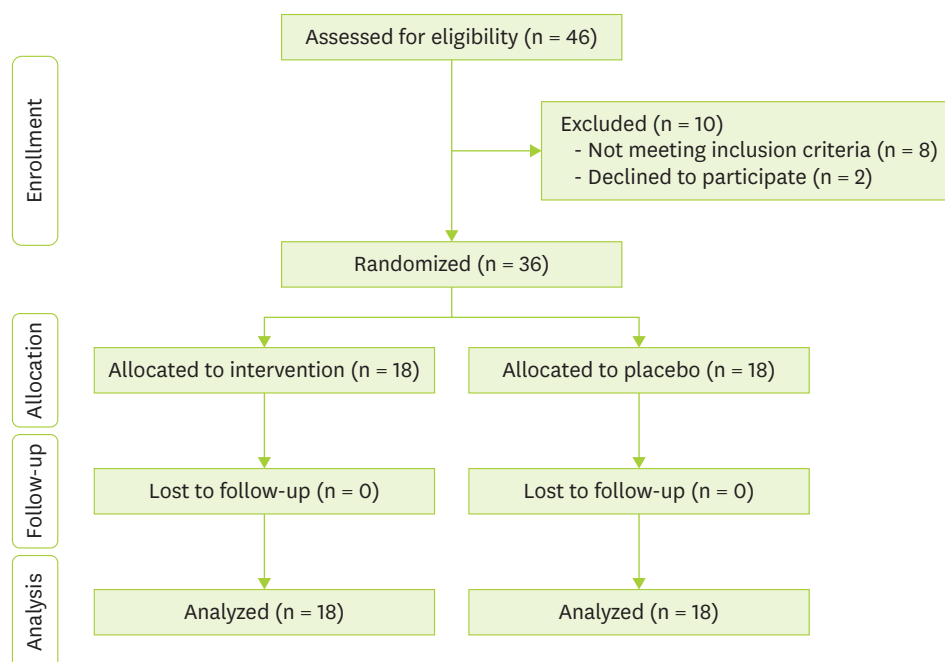 Enrollment
Assessed for eligibility (n = 46)
Excluded (n = 10)
- Not meeting inclusion criteria (n = 8)
- Declined to participate (n = 2)
Randomized (n = 36)
Allocation
Allocated to intervention (n = 18)
Allocated to placebo (n = 18)
Follow-up
Lost to follow-up (n = 0)
Lost to follow-up (n = 0)
Analysis
Analyzed (n = 18)
Analyzed (n = 18)